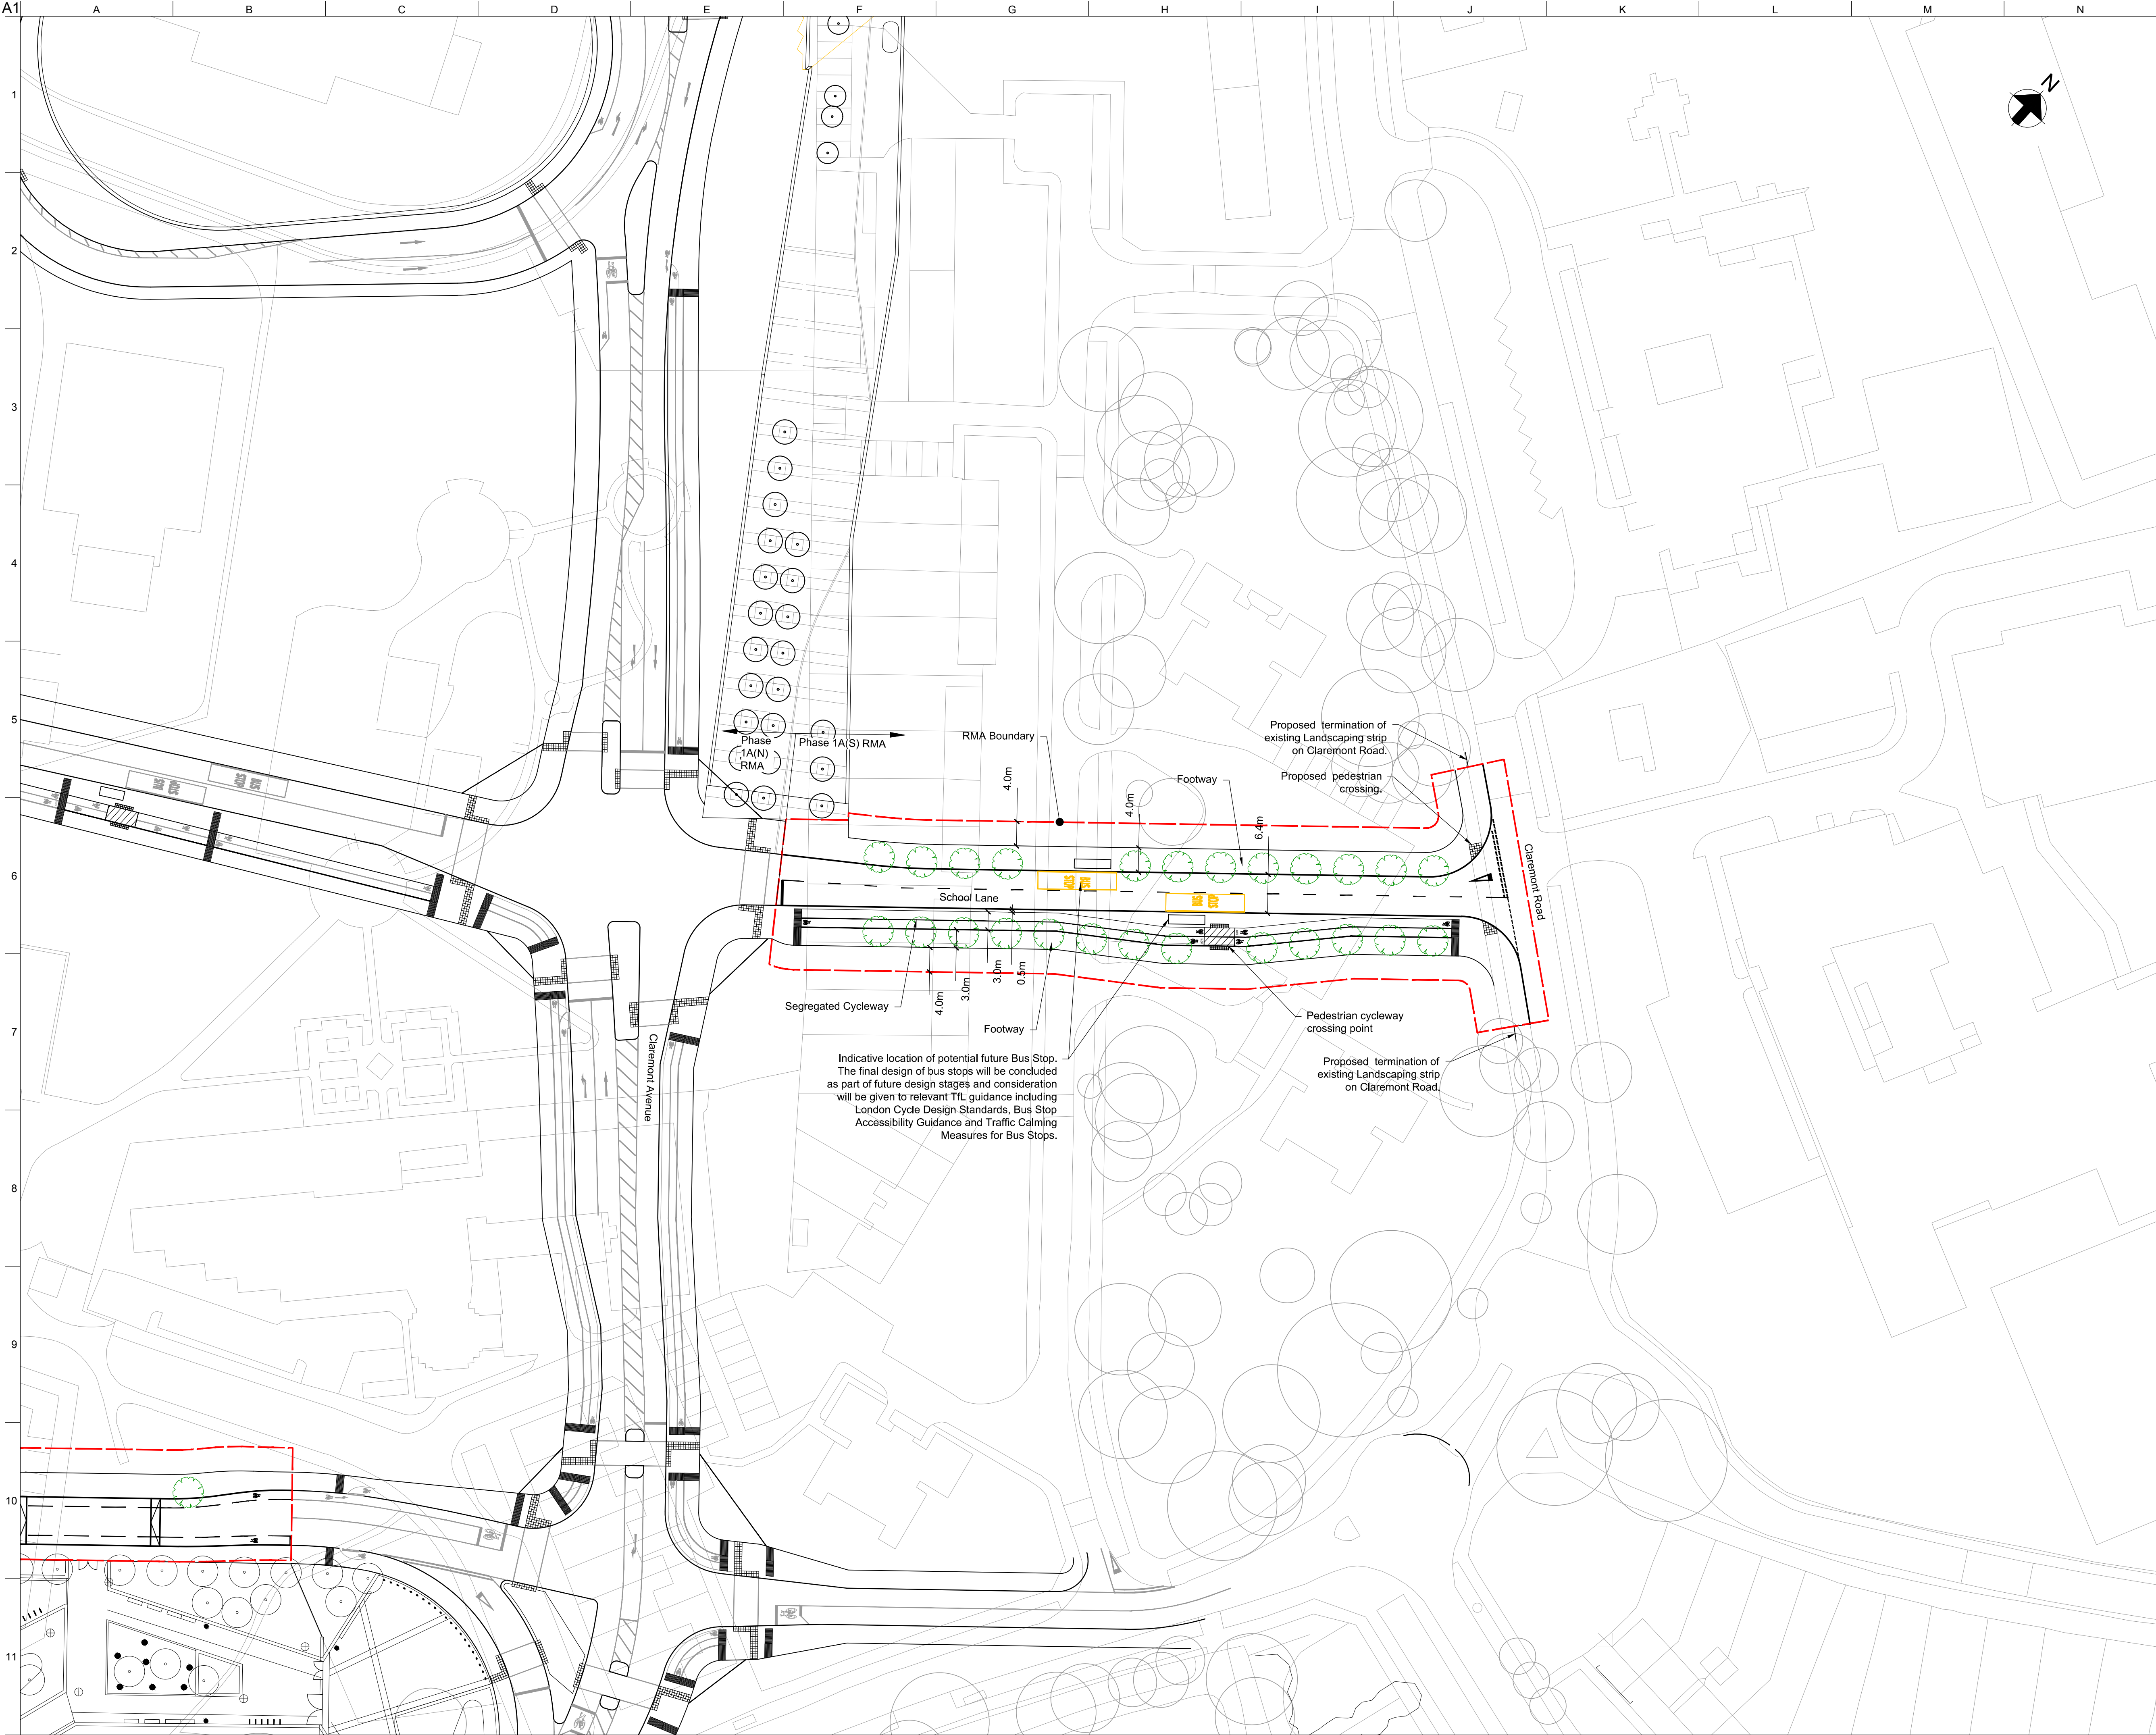 A1
A B C D E F G H I J K L M N
1
2
3
4
5
6
7
8
9
10
11
N
Phase
1A(N)
RMA
Phase 1A(S) RMA
RMA Boundary
4.0m
Footway
4.0m
6.4m
Proposed termination of
existing Landscaping strip
on Claremont Road.
Proposed pedestrian
crossing.
BUS
STOP
BUS
STOP
BUS
STOP
BUS
STOP
School Lane
Claremont Road
Segregated Cycleway
4.0m
3.0m
3.0m
0.5m
Footway
Pedestrian cycleway
crossing point
Claremont Avenue
Indicative location of potential future Bus Stop.
The final design of bus stops will be concluded
as part of future design stages and consideration
will be given to relevant TfL guidance including
London Cycle Design Standards, Bus Stop
Accessibility Guidance and Traffic Calming
Measures for Bus Stops.
Proposed termination of
existing Landscaping strip
on Claremont Road.